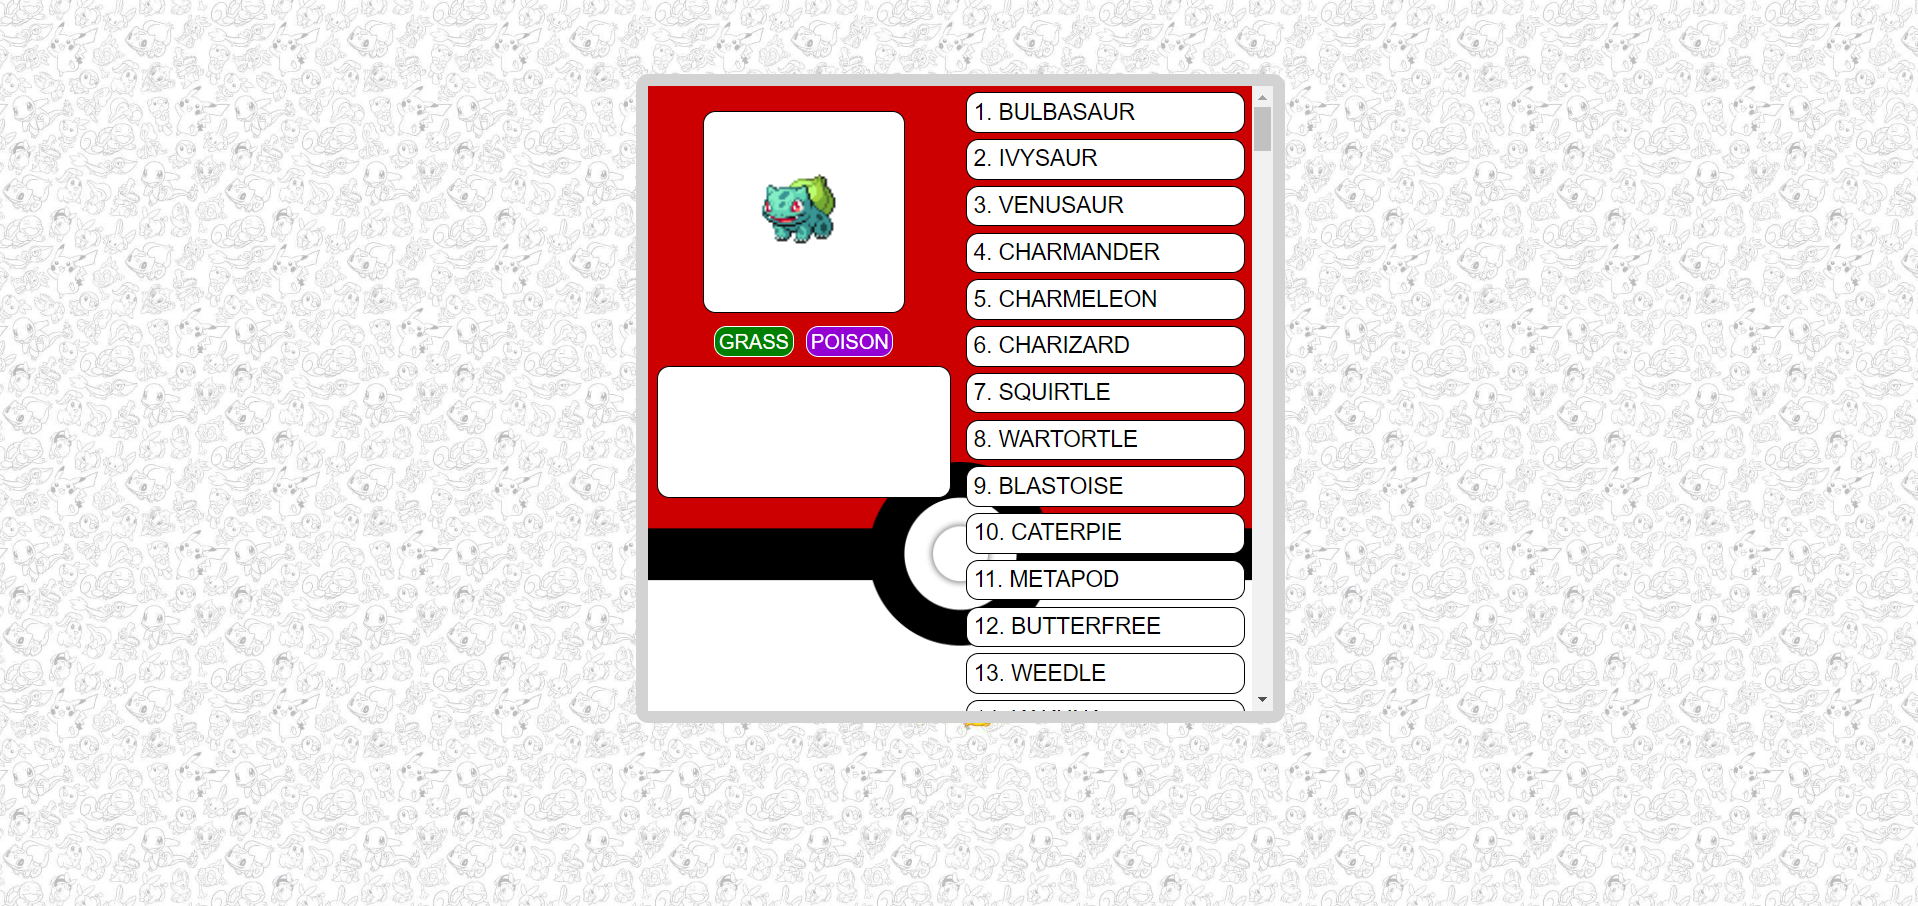 GRASS POISON
1. BULBASAUR
2. IVYSAUR
3. VENUSAUR
4. CHARMANDER
5. CHARMELEON
6. CHARIZARD
7. SQUIRTLE
8. WARTORTLE
9. BLASTOISE
10. CATERPIE
11. METAPOD
12. BUTTERFREE
13. WEEDLE